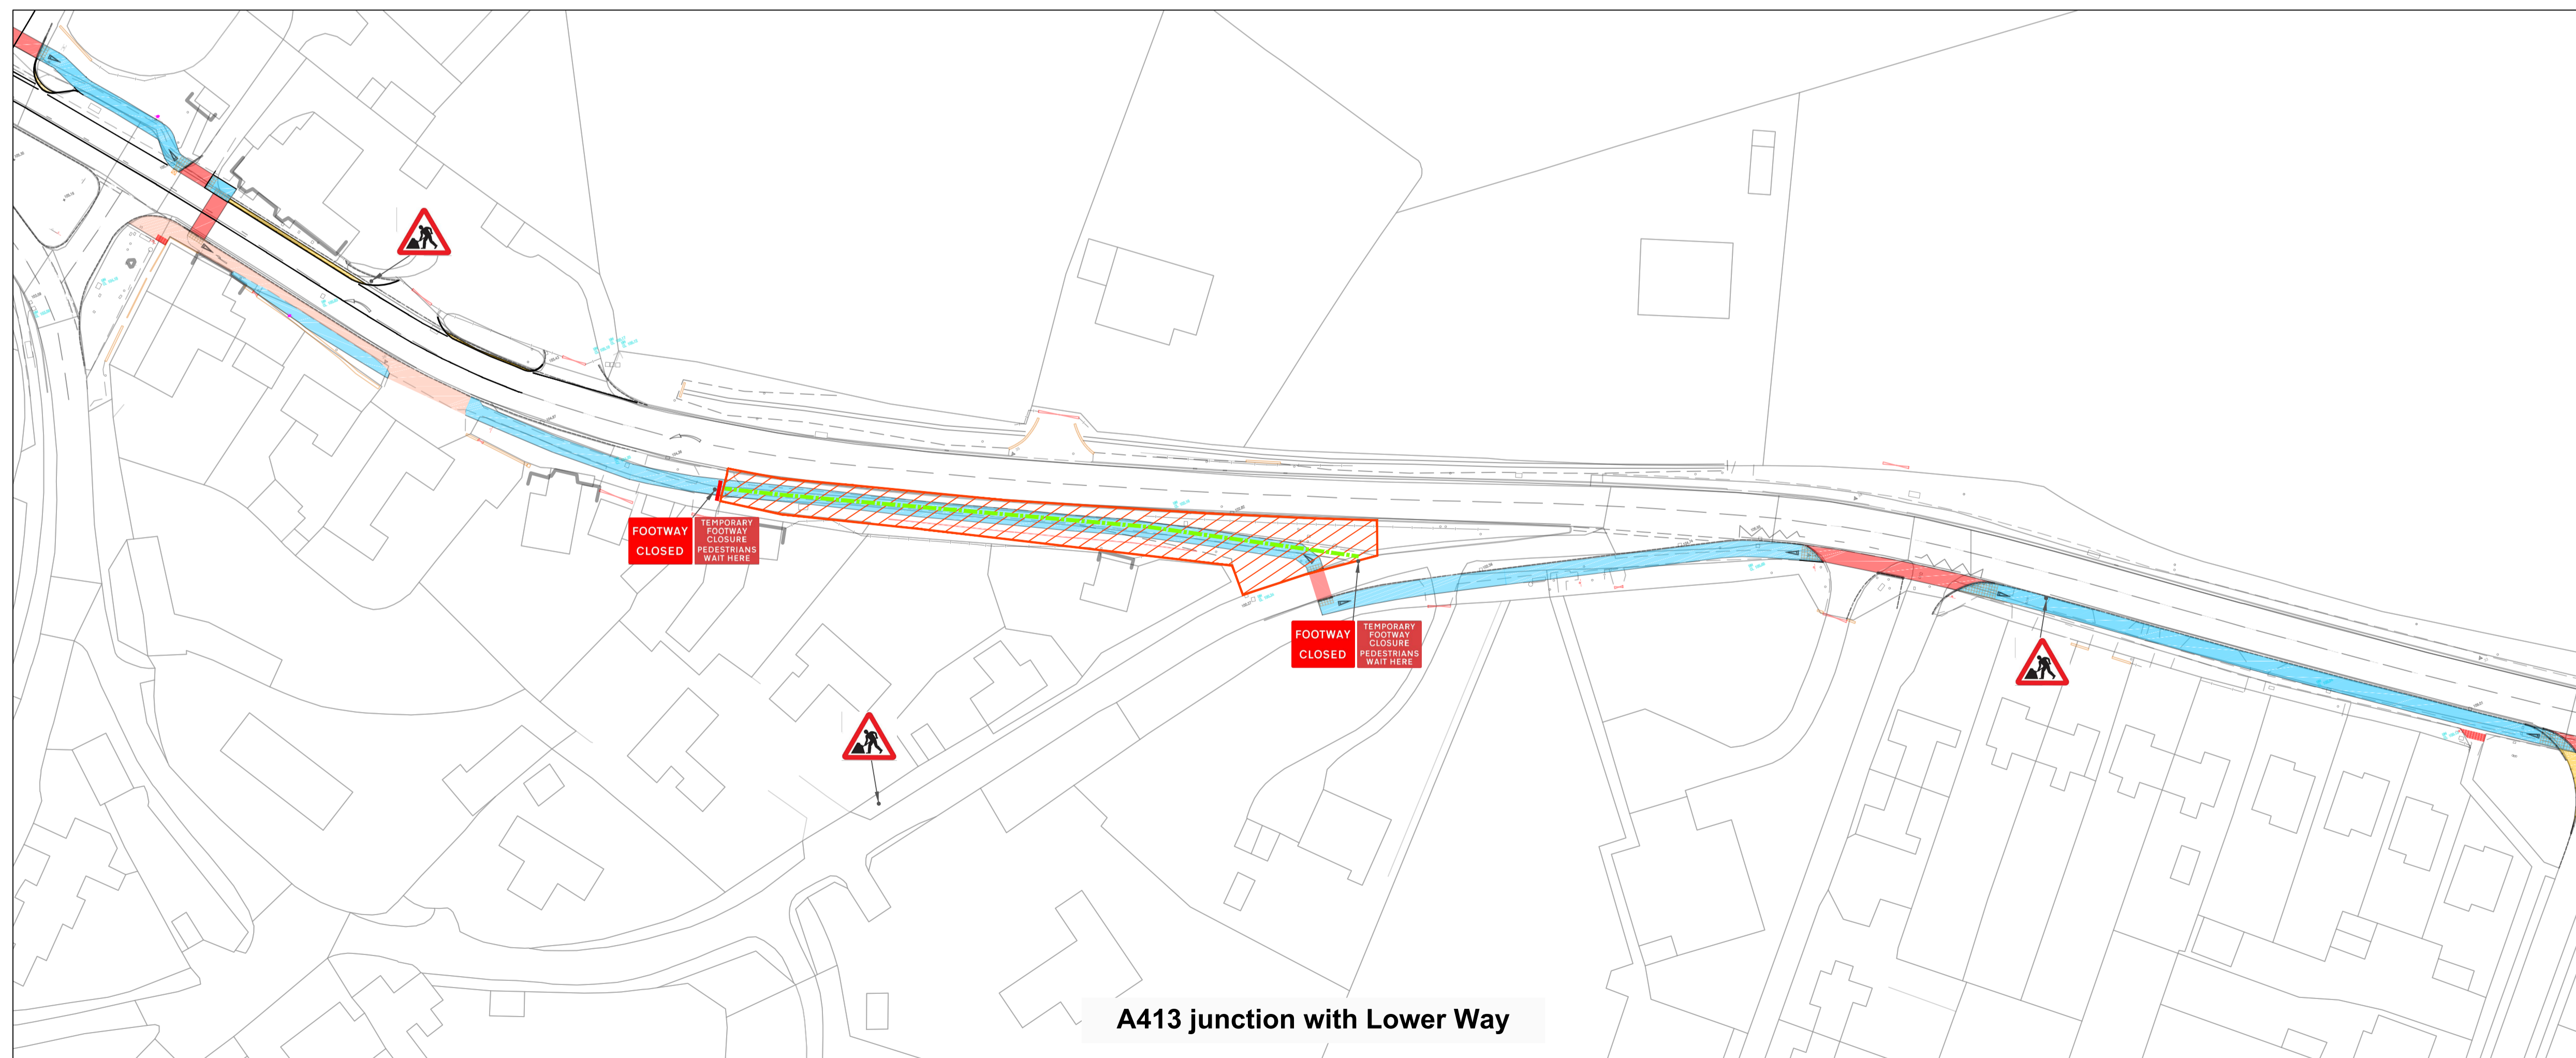 FOOTWAY
CLOSED
TEMPORARY
FOOTWAY
CLOSURE
PEDESTRIANS
WAIT HERE
FOOTWAY
CLOSED
TEMPORARY
FOOTWAY
CLOSURE
PEDESTRIANS
WAIT HERE
A413 junction with Lower Way